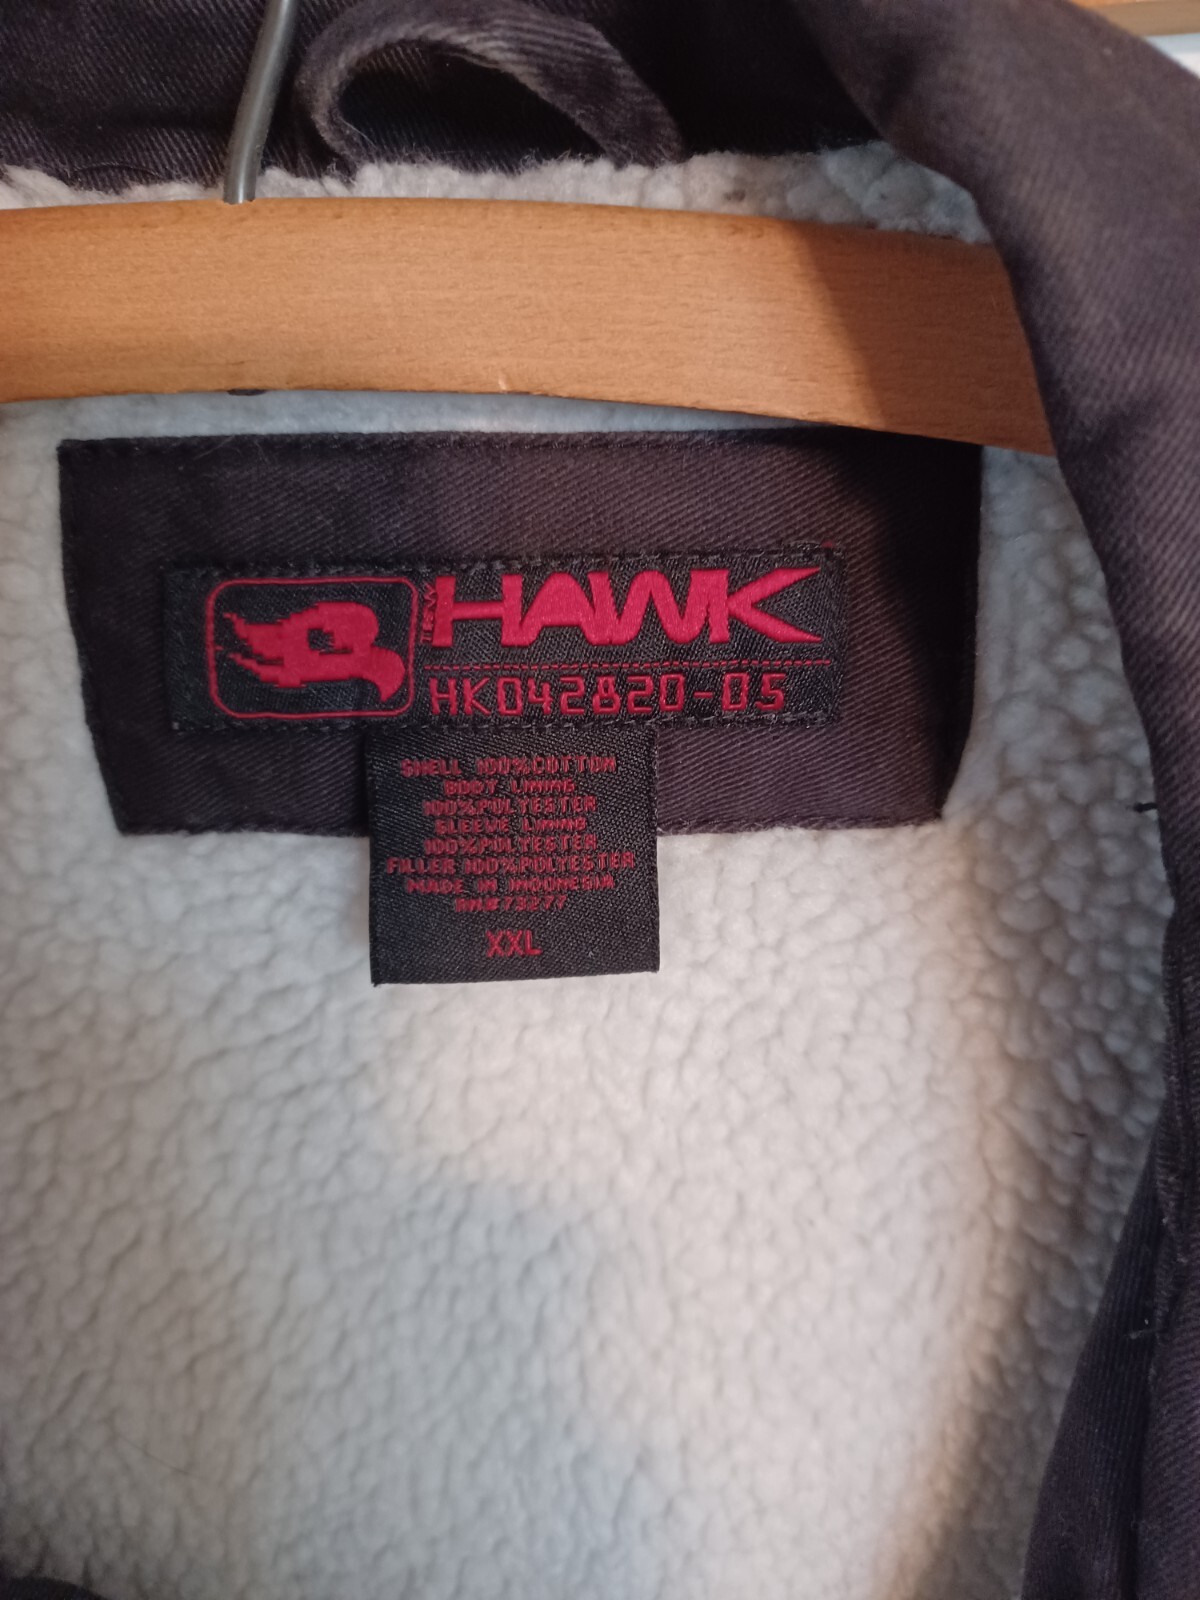 HAWK
HK042820-05
SHELL 100%COTTON
BODY LINING
100%POLYESTER
SLEEVE LINING
100%POLYESTER
FILLER 100%POLYESTER
MADE IN INDONESIA
RN#73277
XXL